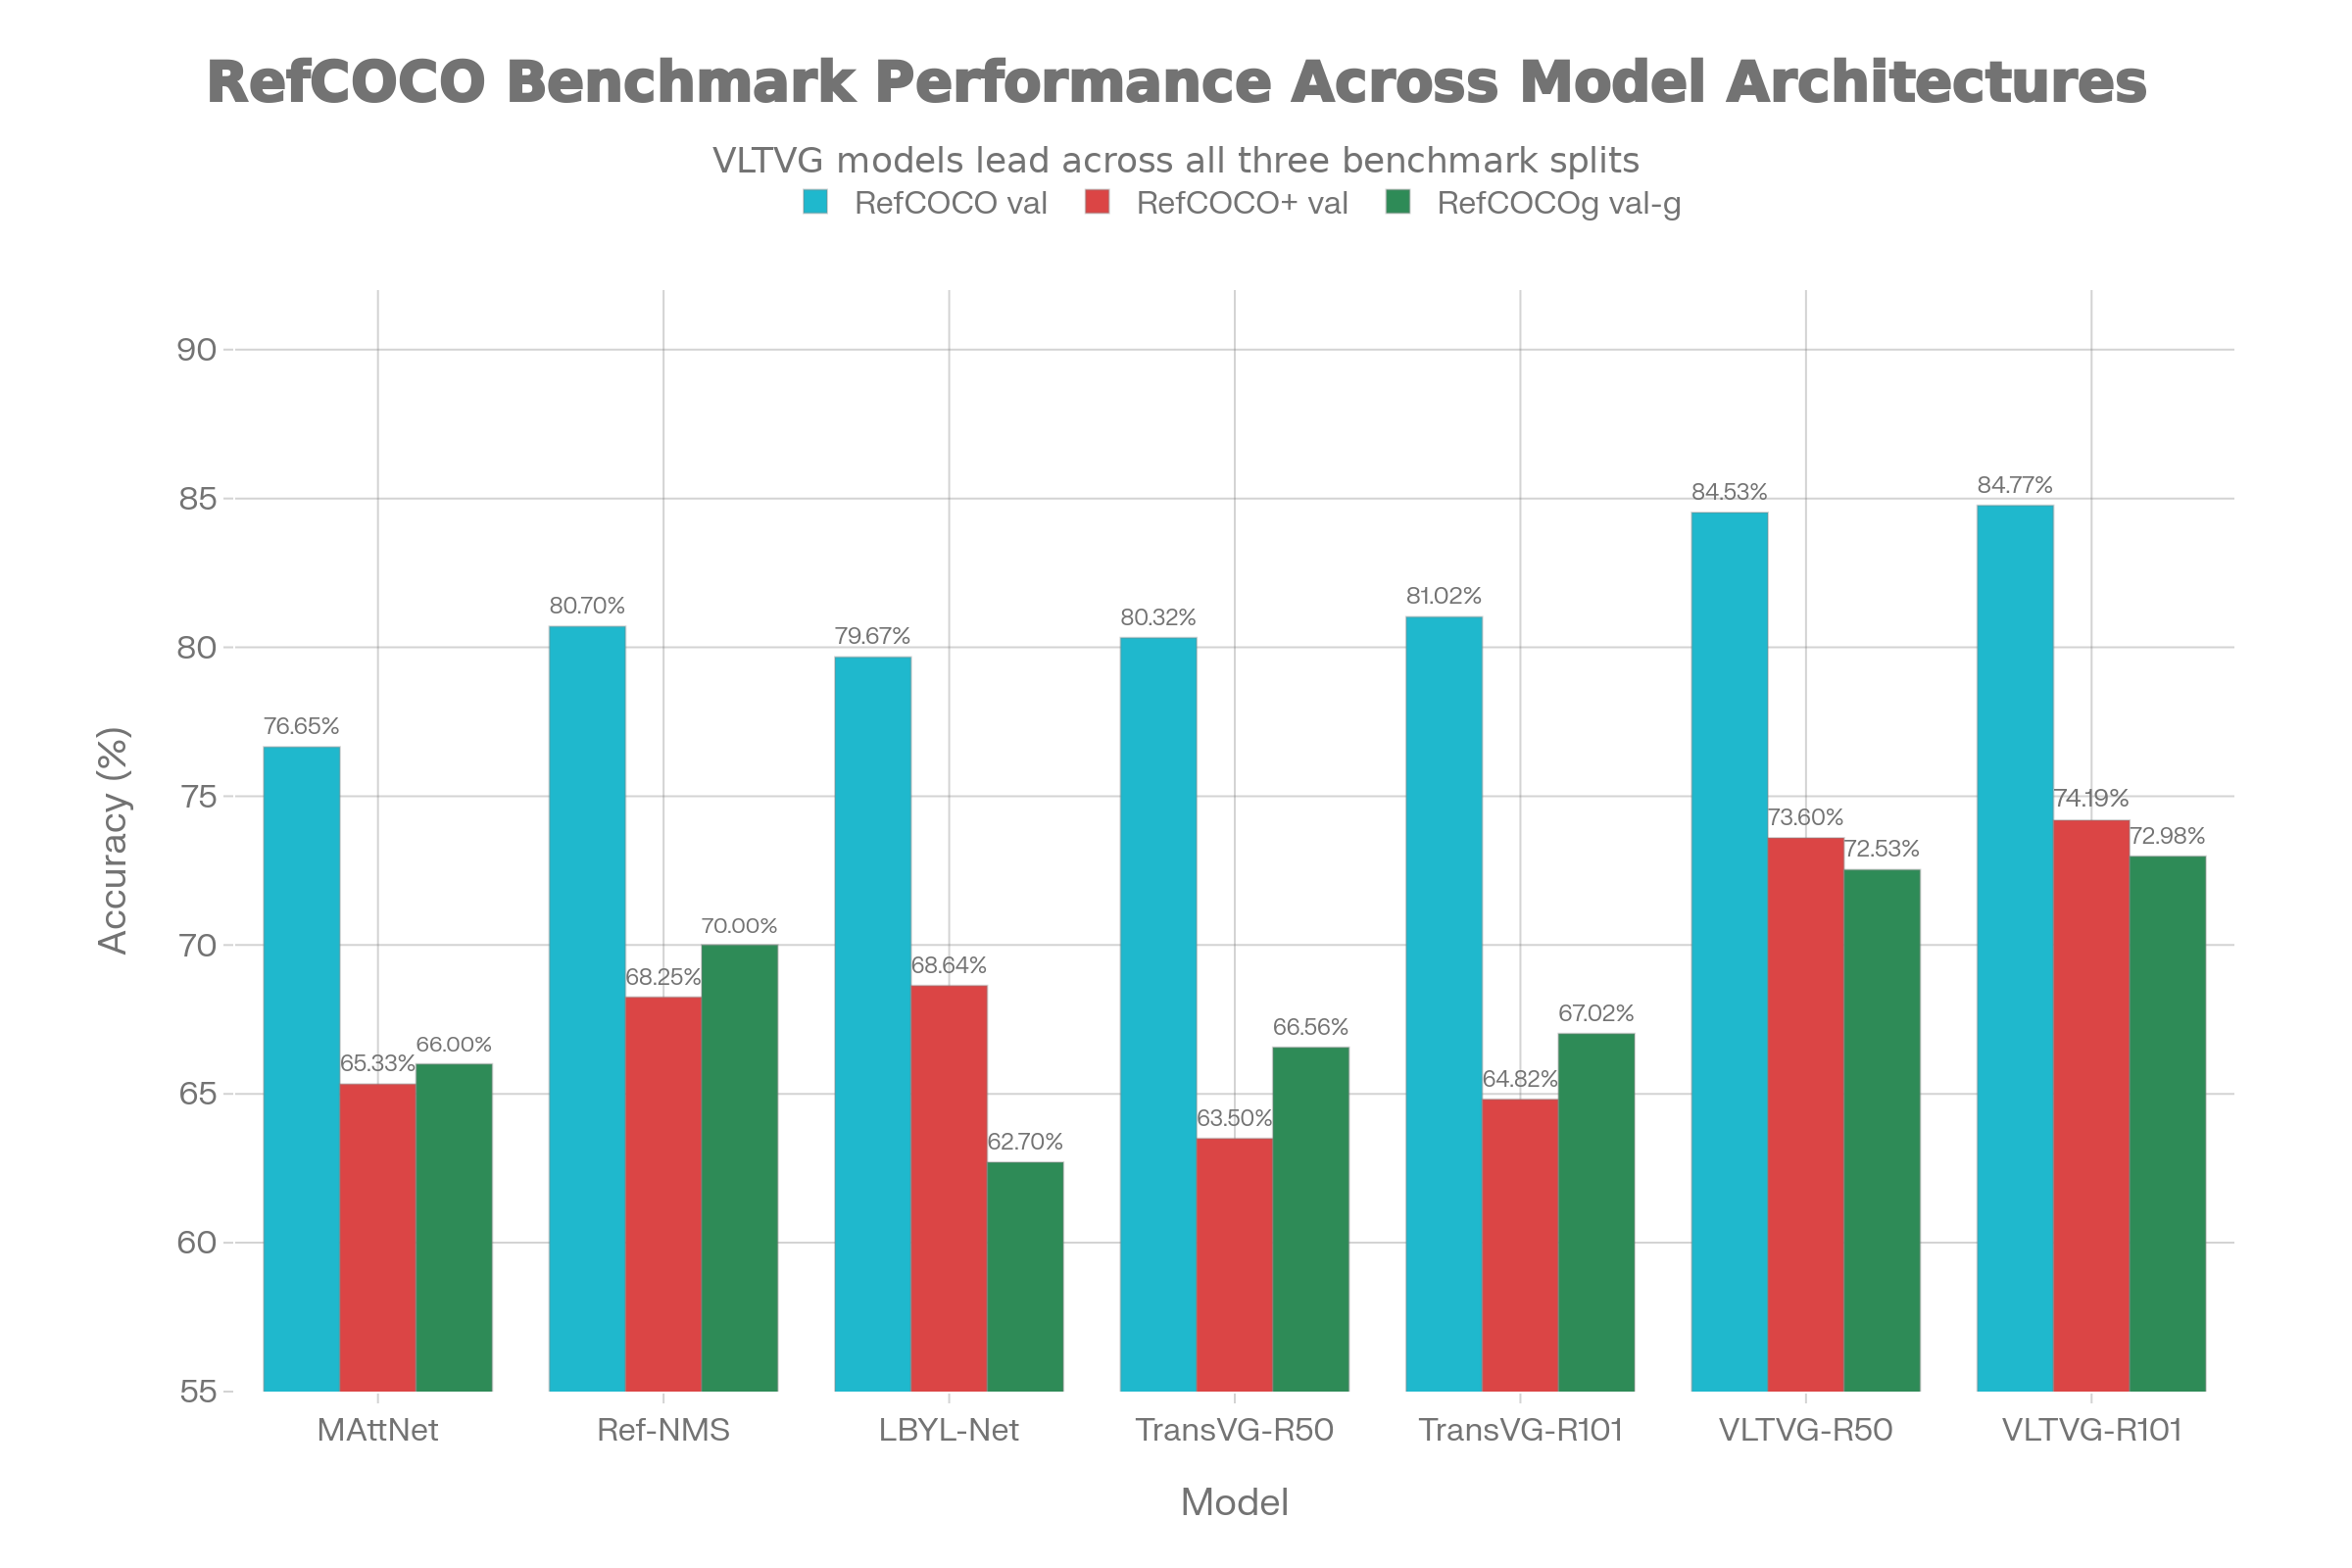 RefCOCO Benchmark Performance Across Model Architectures
VLTVG models lead across all three benchmark splits
RefCOCO val RefCOCO+ val RefCOCOg val-g
Accuracy (%)
90
85
80
75
70
65
60
55
76.65% 65.33% 66.00%
80.70% 68.25% 70.00%
79.67% 68.64% 62.70%
80.32% 63.50% 66.56%
81.02% 64.82% 67.02%
84.53% 73.60% 72.53%
84.77% 74.19% 72.98%
MAttNet Ref-NMS LBYL-Net TransVG-R50 TransVG-R101 VLTVG-R50 VLTVG-R101
Model